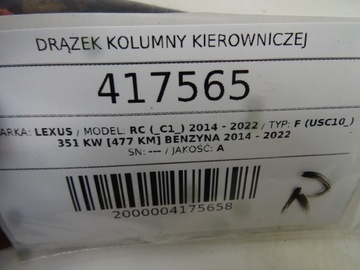 DRĄŻEK KOLUMNY KIEROWNICZEJ
417565
ARKA: LEXUS / MODEL: RC (_C1_) 2014 - 2022 / TYP: F (USC10_)
351 KW [477 KM] BENZYNA 2014 - 2022
SN: --- / JAKOŚĆ: A
2000004175658
R